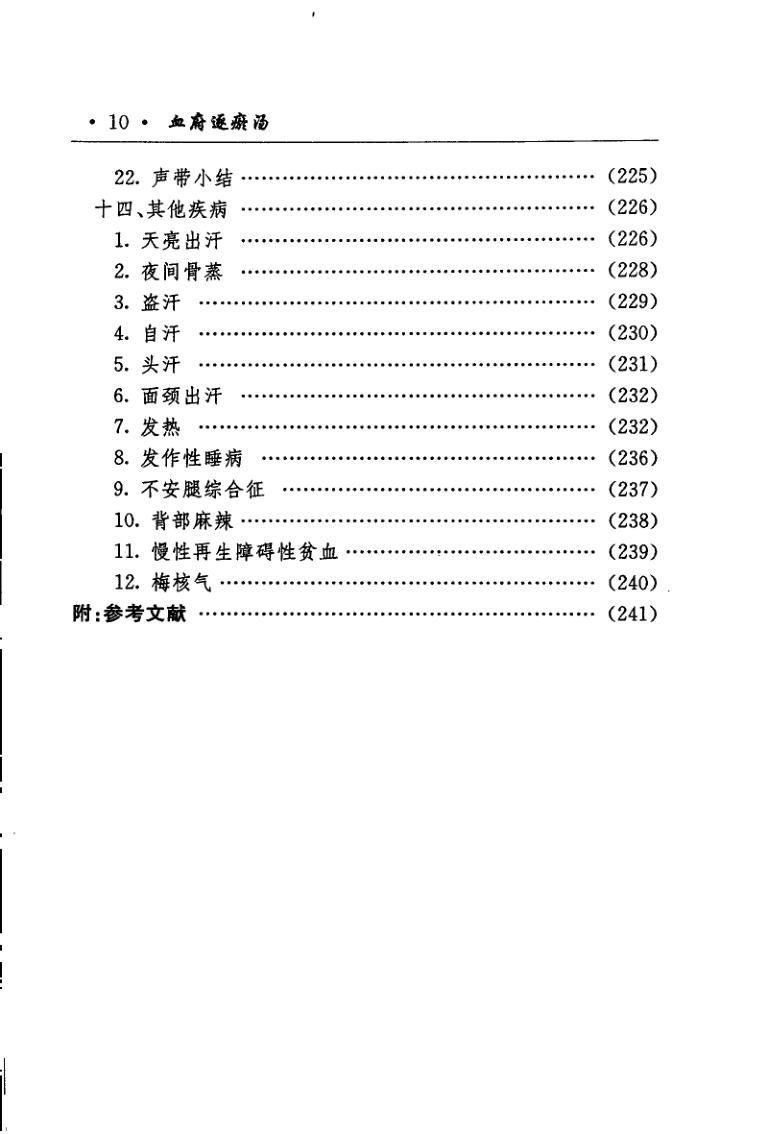 · 10 · 血府逐瘀汤
22. 声带小结 …………………………………………… (225)
十四、其他疾病 …………………………………………… (226)
1. 天亮出汗 …………………………………………… (226)
2. 夜间骨蒸 …………………………………………… (228)
3. 盗汗 ………………………………………………… (229)
4. 自汗 ………………………………………………… (230)
5. 头汗 ………………………………………………… (231)
6. 面颈出汗 …………………………………………… (232)
7. 发热 ………………………………………………… (232)
8. 发作性睡病 ………………………………………… (236)
9. 不安腿综合征 ……………………………………… (237)
10. 背部麻辣 …………………………………………… (238)
11. 慢性再生障碍性贫血 ……………………………… (239)
12. 梅核气 ……………………………………………… (240)
附:参考文献 ………………………………………………… (241)